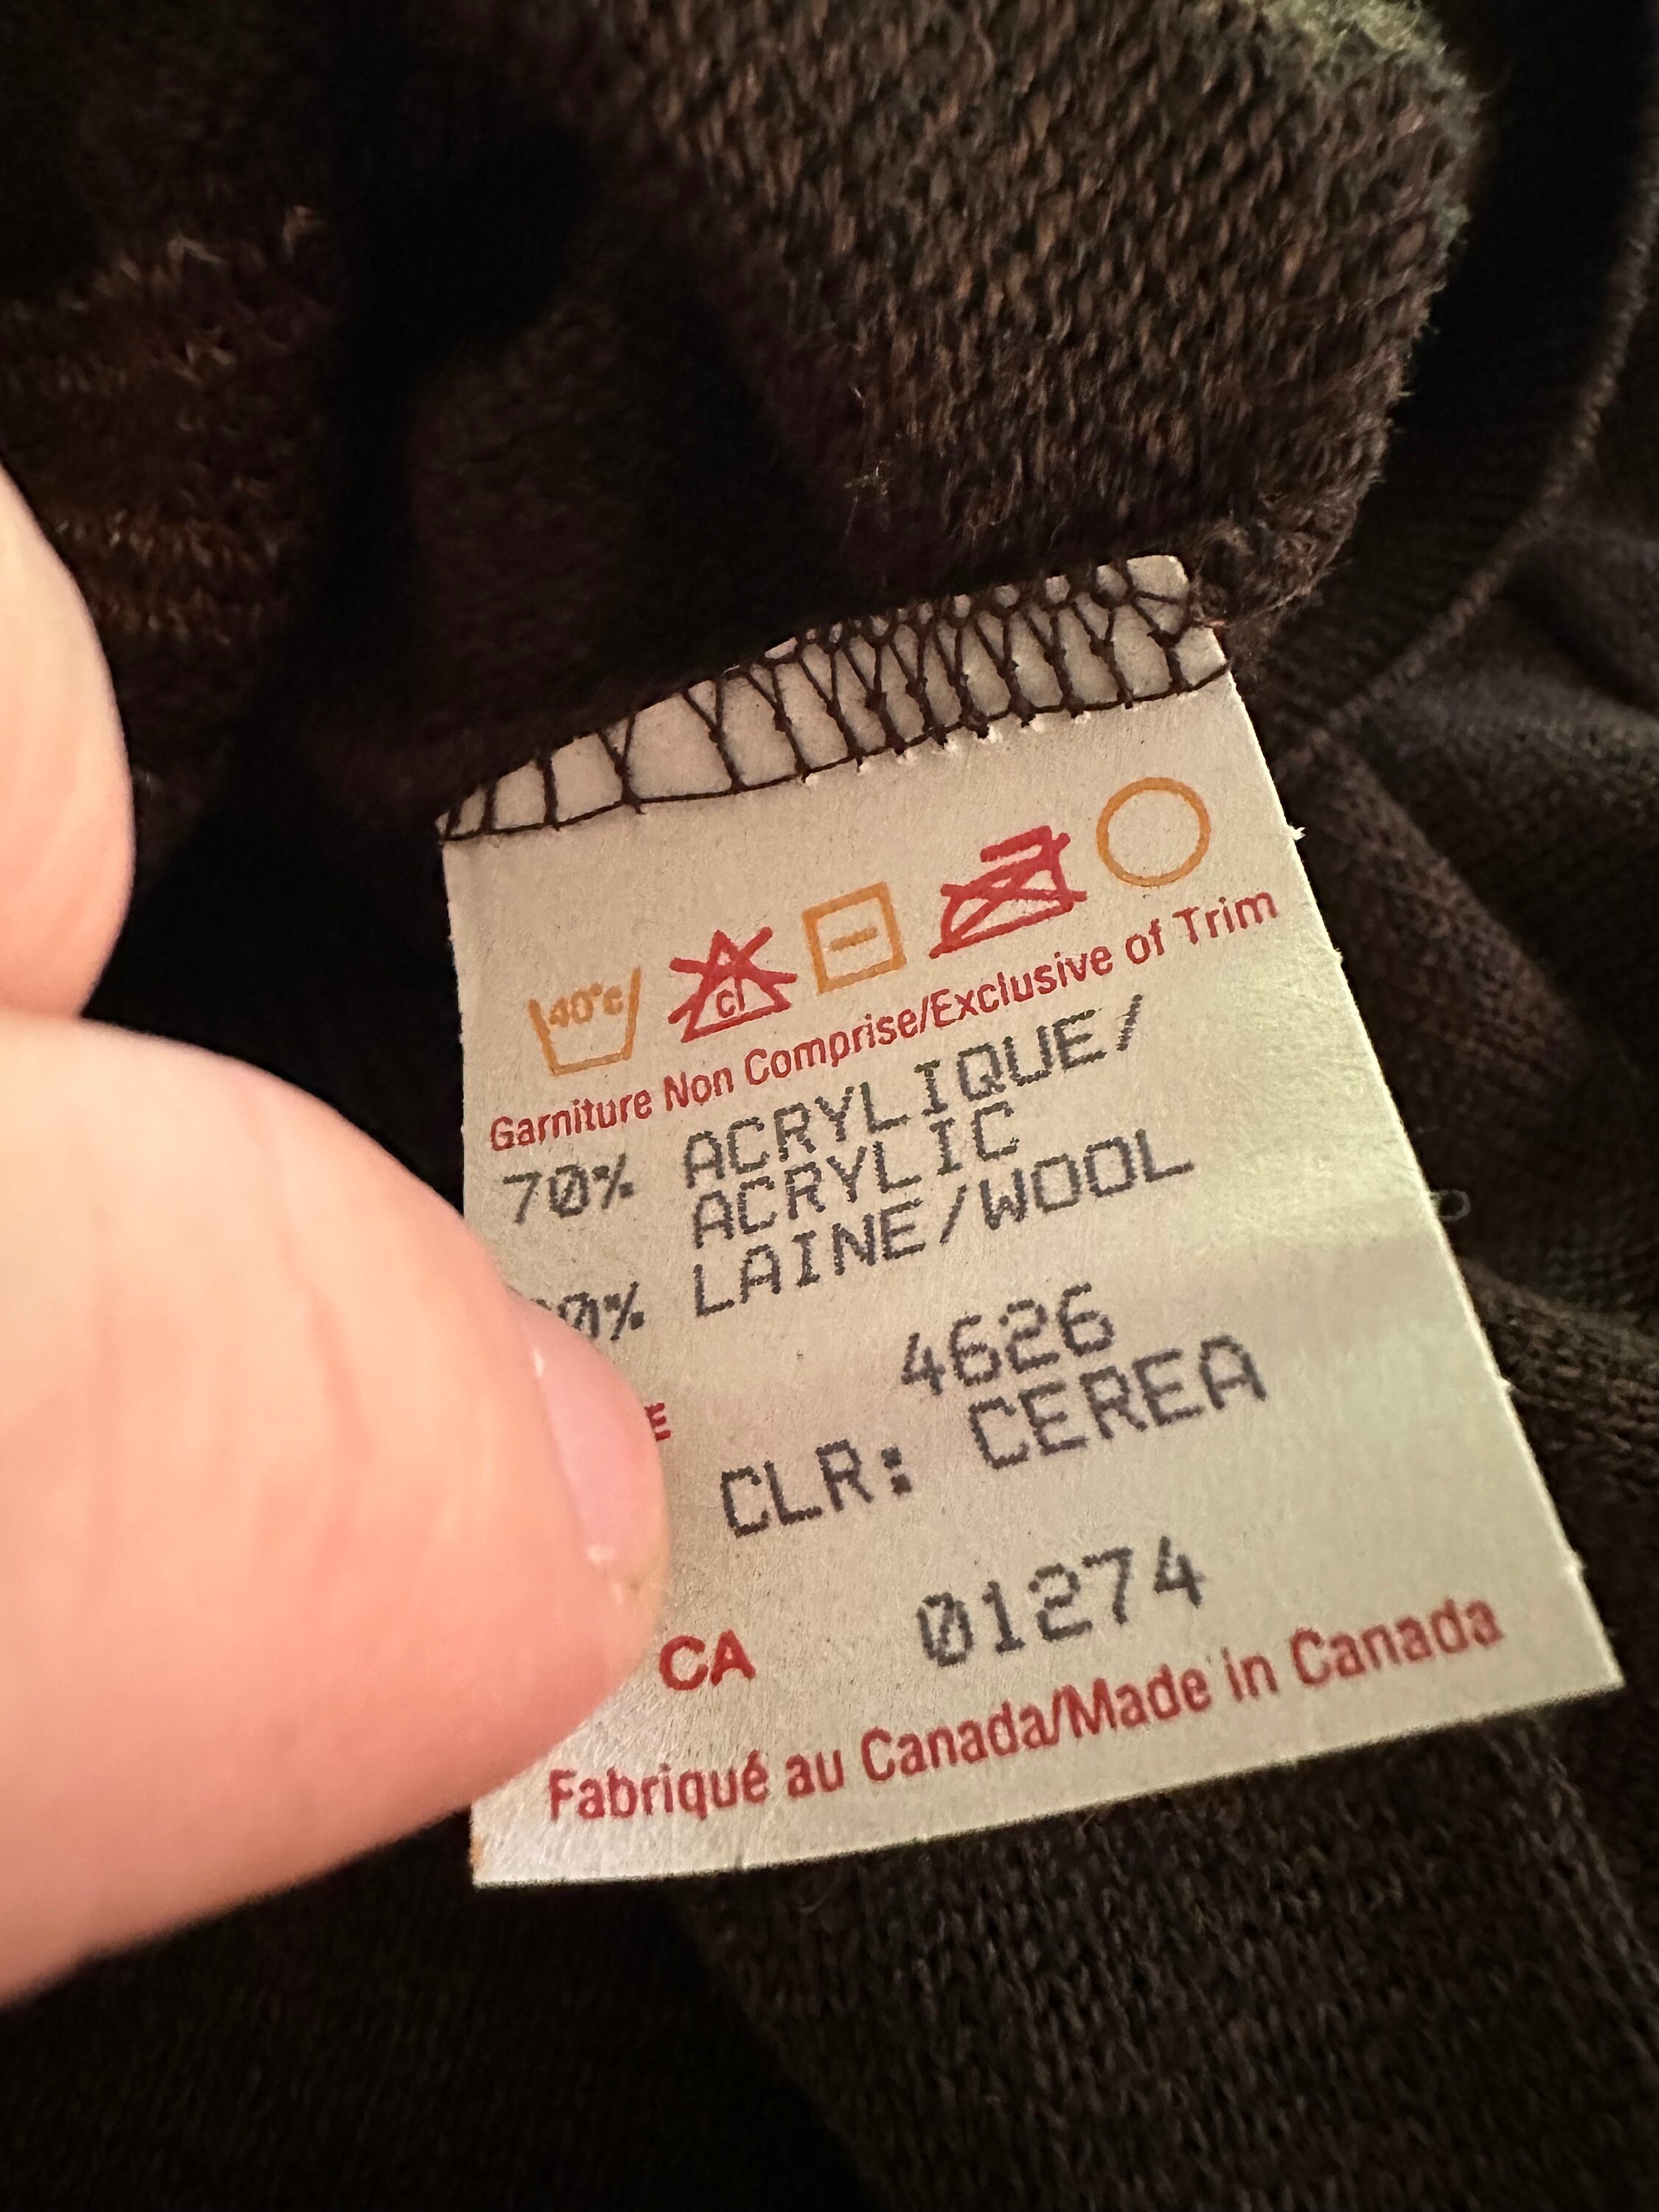 40°c
cl
Garniture Non Comprise/Exclusive of Trim
70% ACRYLIQUE/
ACRYLIC
0% LAINE/WOOL
4626
E
CLR: CEREA
CA 01274
Fabriqué au Canada/Made in Canada